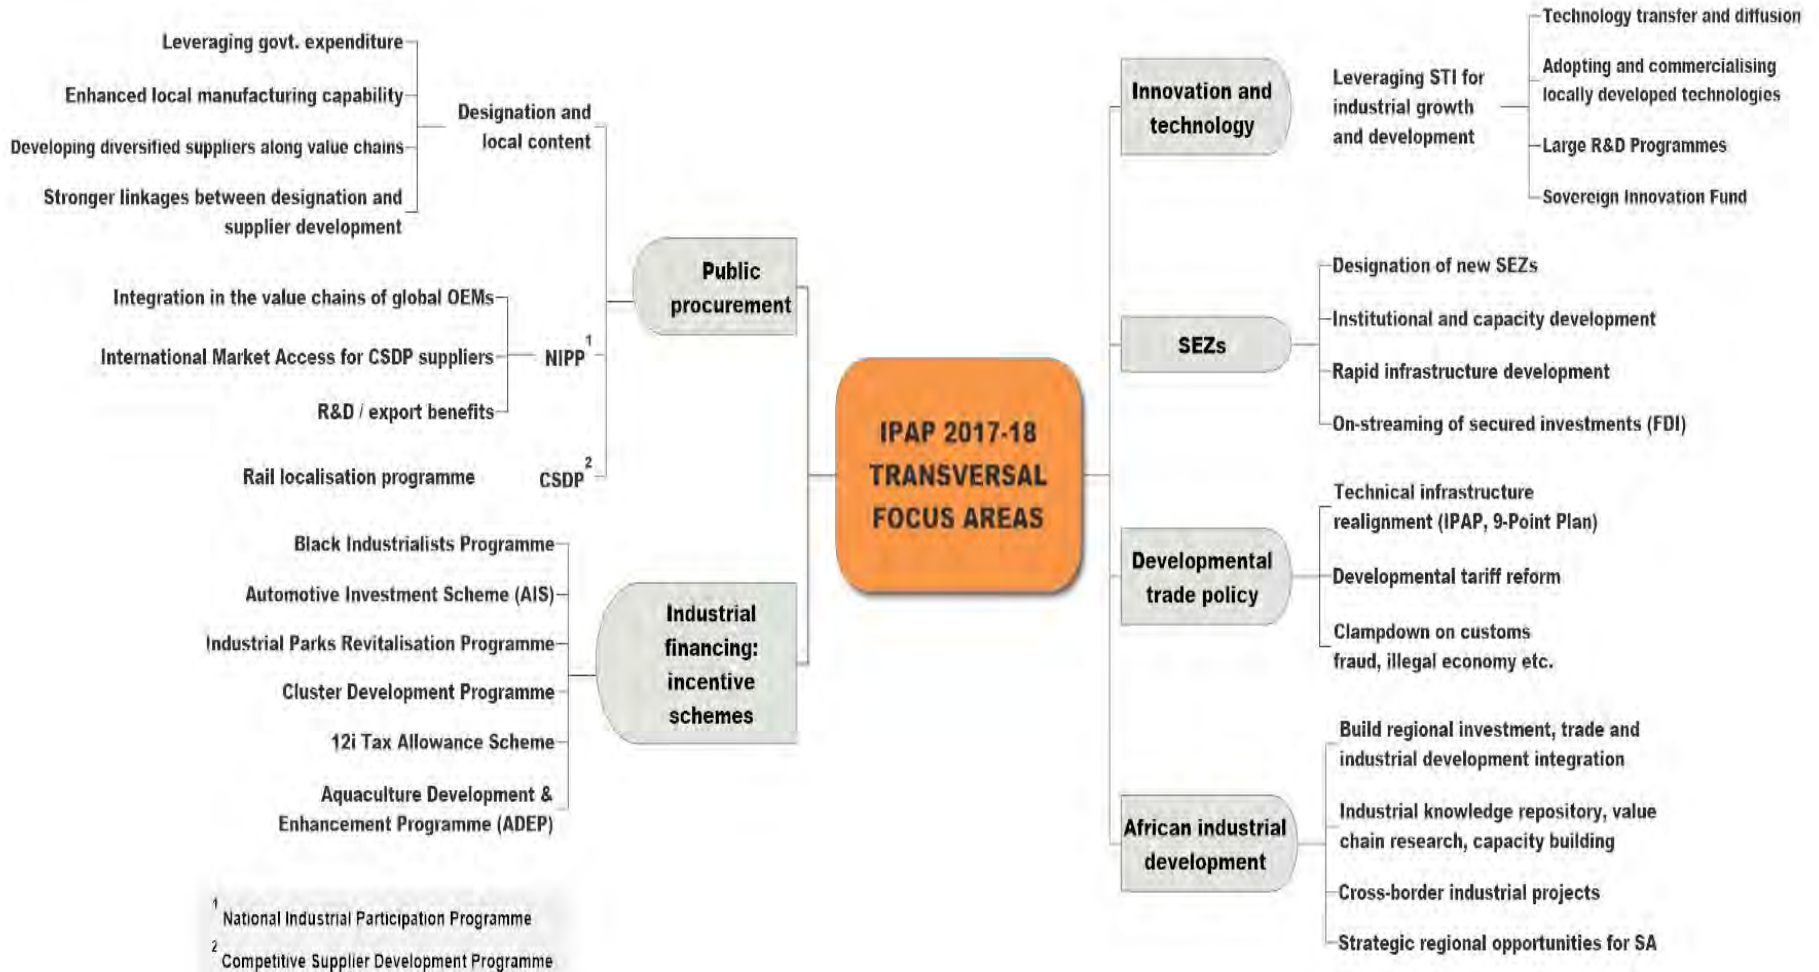 Leveraging govt. expenditure
Enhanced local manufacturing capability
Developing diversified suppliers along value chains
Stronger linkages between designation and
supplier development
Designation and
local content
Integration in the value chains of global OEMs
International Market Access for CSDP suppliers
R&D / export benefits
NIPP 1
Rail localisation programme
CSDP 2
Public
procurement
Black Industrialists Programme
Automotive Investment Scheme (AIS)
Industrial Parks Revitalisation Programme
Cluster Development Programme
12i Tax Allowance Scheme
Aquaculture Development &
Enhancement Programme (ADEP)
Industrial
financing:
incentive
schemes
IPAP 2017-18
TRANSVERSAL
FOCUS AREAS
Innovation and
technology
Leveraging STI for
industrial growth
and development
Technology transfer and diffusion
Adopting and commercialising
locally developed technologies
Large R&D Programmes
Sovereign Innovation Fund
SEZs
Designation of new SEZs
Institutional and capacity development
Rapid infrastructure development
On-streaming of secured investments (FDI)
Developmental
trade policy
Technical infrastructure
realignment (IPAP, 9-Point Plan)
Developmental tariff reform
Clampdown on customs
fraud, illegal economy etc.
African industrial
development
Build regional investment, trade and
industrial development integration
Industrial knowledge repository, value
chain research, capacity building
Cross-border industrial projects
Strategic regional opportunities for SA
1 National Industrial Participation Programme
2 Competitive Supplier Development Programme